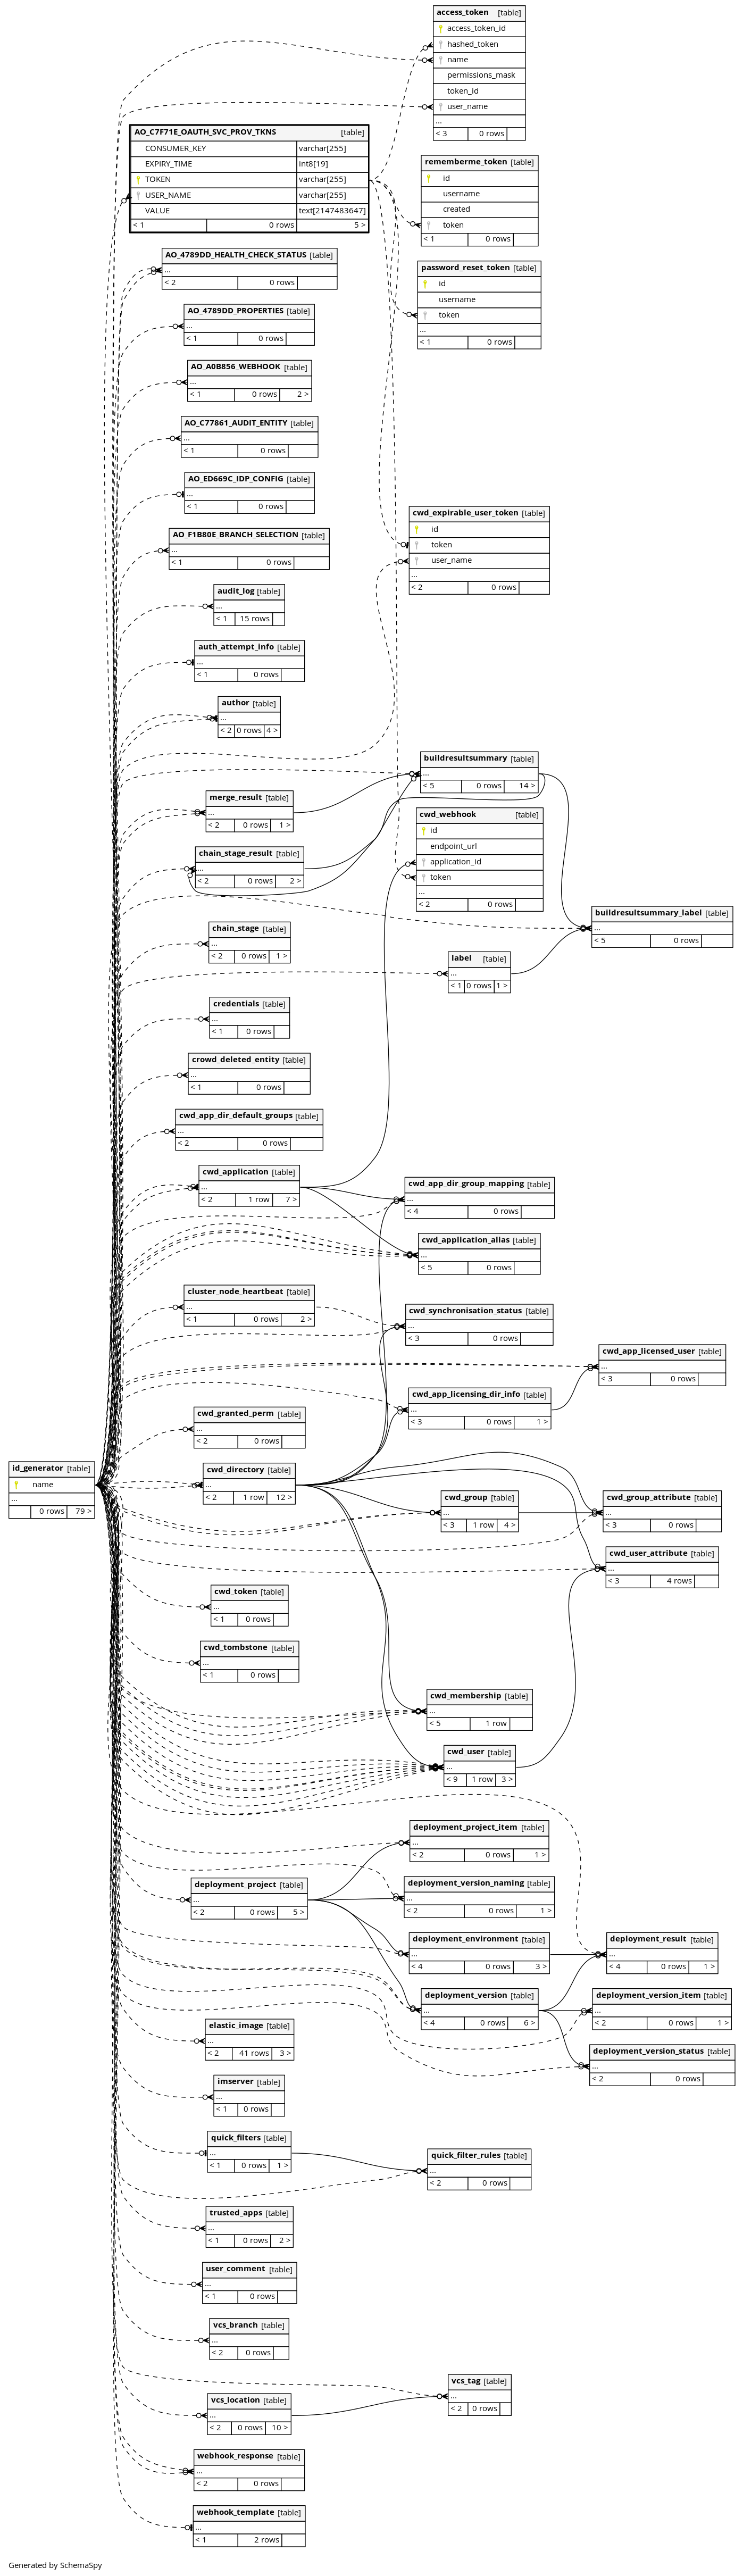 access_token [table]
access_token_id
hashed_token
name
permissions_mask
token_id
user_name
...
< 3 0 rows
AO_C7F71E_OAUTH_SVC_PROV_TKNS [table]
CONSUMER_KEY varchar[255]
EXPIRY_TIME int8[19]
TOKEN varchar[255]
USER_NAME varchar[255]
VALUE text[2147483647]
< 1 0 rows 5 >
rememberme_token [table]
id
username
created
token
< 1 0 rows
AO_4789DD_HEALTH_CHECK_STATUS [table]
...
< 2 0 rows
password_reset_token [table]
id
username
token
...
< 1 0 rows
AO_4789DD_PROPERTIES [table]
...
< 1 0 rows
AO_A0B856_WEBHOOK [table]
...
< 1 0 rows 2 >
AO_C77861_AUDIT_ENTITY [table]
...
< 1 0 rows
AO_ED669C_IDP_CONFIG [table]
...
< 1 0 rows
cwd_expirable_user_token [table]
id
token
user_name
...
< 2 0 rows
AO_F1B80E_BRANCH_SELECTION [table]
...
< 1 0 rows
audit_log [table]
...
< 1 15 rows
auth_attempt_info [table]
...
< 1 0 rows
author [table]
...
< 2 0 rows 4 >
buildresultsummary [table]
...
< 5 0 rows 14 >
merge_result [table]
...
< 2 0 rows 1 >
cwd_webhook [table]
id
endpoint_url
application_id
token
...
< 2 0 rows
chain_stage_result [table]
...
< 2 0 rows 2 >
buildresultsummary_label [table]
...
< 5 0 rows
chain_stage [table]
...
< 2 0 rows 1 >
label [table]
...
< 1 0 rows 1 >
credentials [table]
...
< 1 0 rows
crowd_deleted_entity [table]
...
< 1 0 rows
cwd_app_dir_default_groups [table]
...
< 2 0 rows
cwd_application [table]
...
< 2 1 row 7 >
cwd_app_dir_group_mapping [table]
...
< 4 0 rows
cwd_application_alias [table]
...
< 5 0 rows
cluster_node_heartbeat [table]
...
< 1 0 rows 2 >
cwd_synchronisation_status [table]
...
< 3 0 rows
cwd_app_licensed_user [table]
...
< 3 0 rows
cwd_app_licensing_dir_info [table]
...
< 3 0 rows 1 >
cwd_granted_perm [table]
...
< 2 0 rows
id_generator [table]
name
...
0 rows 79 >
cwd_directory [table]
...
< 2 1 row 12 >
cwd_group [table]
...
< 3 1 row 4 >
cwd_group_attribute [table]
...
< 3 0 rows
cwd_user_attribute [table]
...
< 3 4 rows
cwd_token [table]
...
< 1 0 rows
cwd_tombstone [table]
...
< 1 0 rows
cwd_membership [table]
...
< 5 1 row
cwd_user [table]
...
< 9 1 row 3 >
deployment_project_item [table]
...
< 2 0 rows 1 >
deployment_project [table]
...
< 2 0 rows 5 >
deployment_version_naming [table]
...
< 2 0 rows 1 >
deployment_environment [table]
...
< 4 0 rows 3 >
deployment_result [table]
...
< 4 0 rows 1 >
deployment_version [table]
...
< 4 0 rows 6 >
deployment_version_item [table]
...
< 2 0 rows 1 >
elastic_image [table]
...
< 2 41 rows 3 >
deployment_version_status [table]
...
< 2 0 rows
imserver [table]
...
< 1 0 rows
quick_filters [table]
...
< 1 0 rows 1 >
quick_filter_rules [table]
...
< 2 0 rows
trusted_apps [table]
...
< 1 0 rows 2 >
user_comment [table]
...
< 1 0 rows
vcs_branch [table]
...
< 2 0 rows
vcs_tag [table]
...
< 2 0 rows
vcs_location [table]
...
< 2 0 rows 10 >
webhook_response [table]
...
< 2 0 rows
webhook_template [table]
...
< 1 2 rows
Generated by SchemaSpy